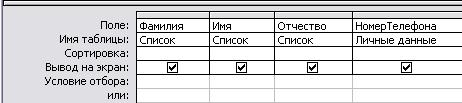 Поле: Фамилия Имя Отчество НомерТелефона
Имя таблицы: Список Список Список Личные данные
Сортировка:
Вывод на экран:
Условие отбора:
или: